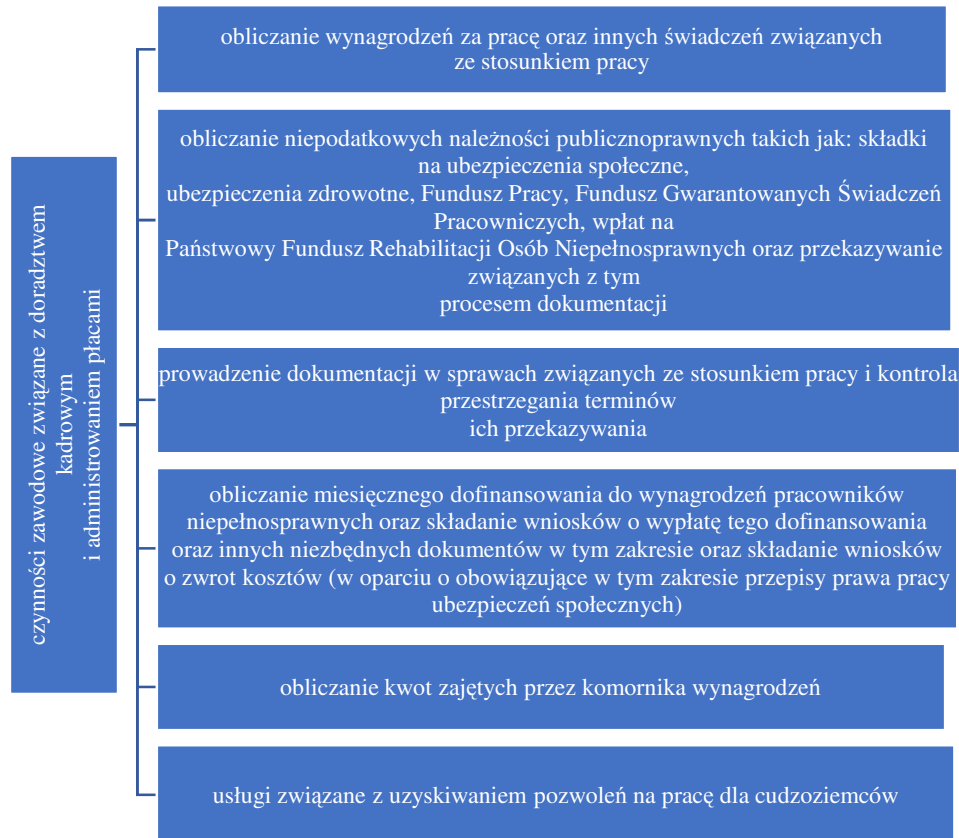 czynności zawodowe związane z doradztwem
kadrowym
i administrowaniem płacami
obliczanie wynagrodzeń za pracę oraz innych świadczeń związanych
ze stosunkiem pracy
obliczanie niepodatkowych należności publicznoprawnych takich jak: składki
na ubezpieczenia społeczne,
ubezpieczenia zdrowotne, Fundusz Pracy, Fundusz Gwarantowanych Świadczeń
Pracowniczych, wpłat na
Państwowy Fundusz Rehabilitacji Osób Niepełnosprawnych oraz przekazywanie
związanych z tym
procesem dokumentacji
prowadzenie dokumentacji w sprawach związanych ze stosunkiem pracy i kontrola
przestrzegania terminów
ich przekazywania
obliczanie miesięcznego dofinansowania do wynagrodzeń pracowników
niepełnosprawnych oraz składanie wniosków o wypłatę tego dofinansowania
oraz innych niezbędnych dokumentów w tym zakresie oraz składanie wniosków
o zwrot kosztów (w oparciu o obowiązujące w tym zakresie przepisy prawa pracy
ubezpieczeń społecznych)
obliczanie kwot zajętych przez komornika wynagrodzeń
usługi związane z uzyskiwaniem pozwoleń na pracę dla cudzoziemców